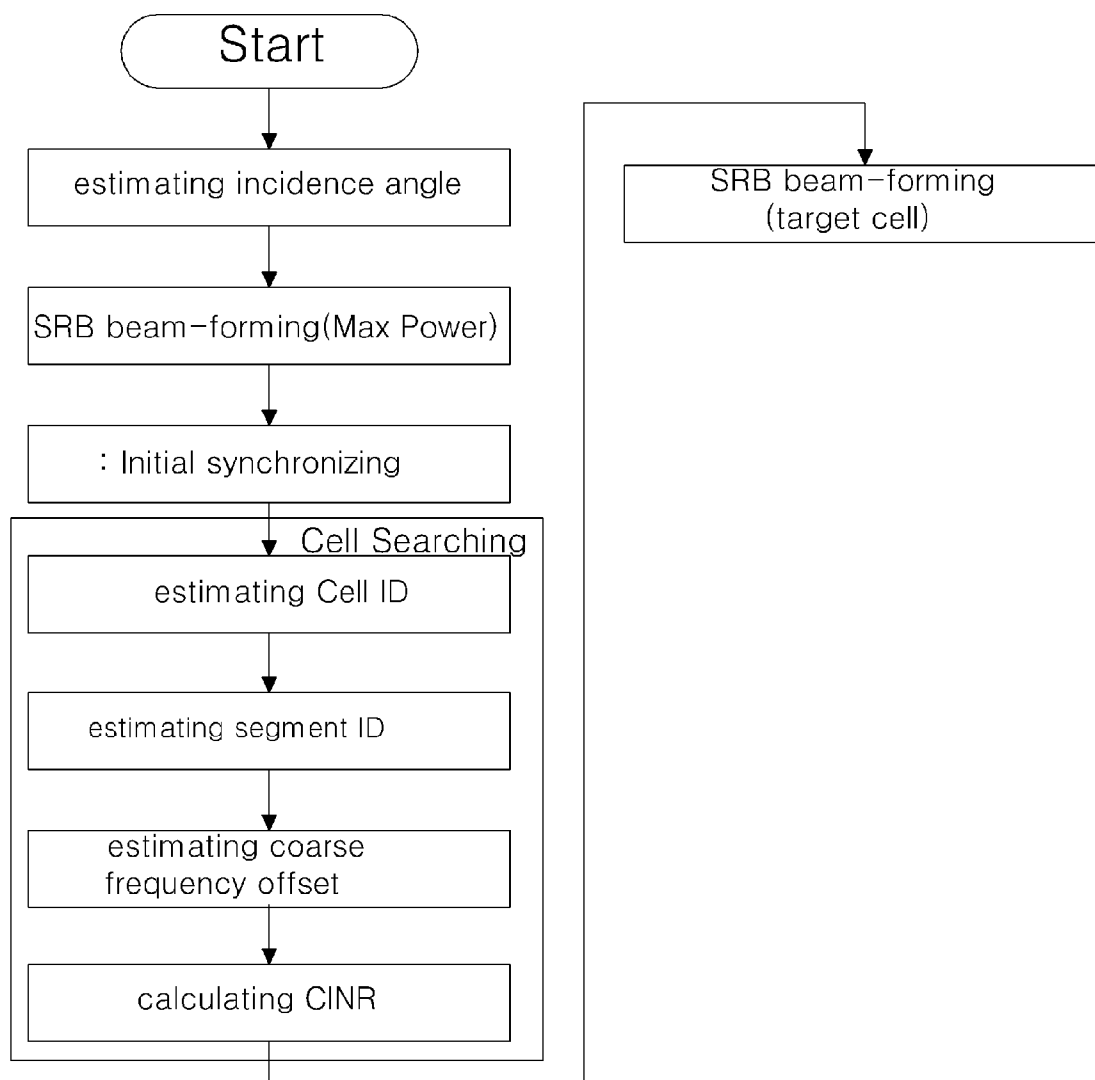 Start
estimating incidence angle
SRB beam-forming(Max Power)
: Initial synchronizing
Cell Searching
estimating Cell ID
estimating segment ID
estimating coarse
frequency offset
calculating CINR
SRB beam-forming
(target cell)